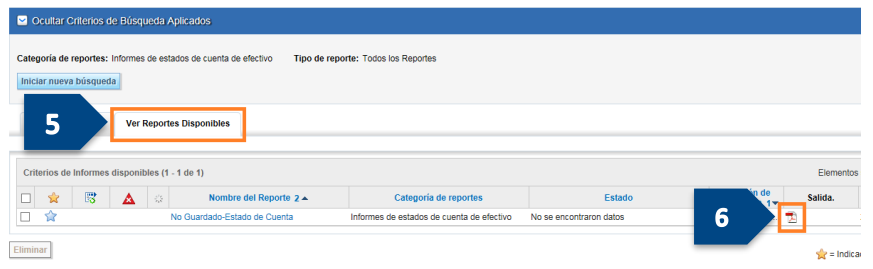 Ocultar Criterios de Búsqueda Aplicados
Categoría de reportes: Informes de estados de cuenta de efectivo Tipo de reporte: Todos los Reportes
Iniciar nueva búsqueda
5 Ver Reportes Disponibles
Criterios de Informes disponibles (1 - 1 de 1) Elementos
Nombre del Reporte 2 Categoría de reportes Estado de 1 Salida.
No Guardado-Estado de Cuenta Informes de estados de cuenta de efectivo No se encontraron datos
6
Eliminar
= Indica